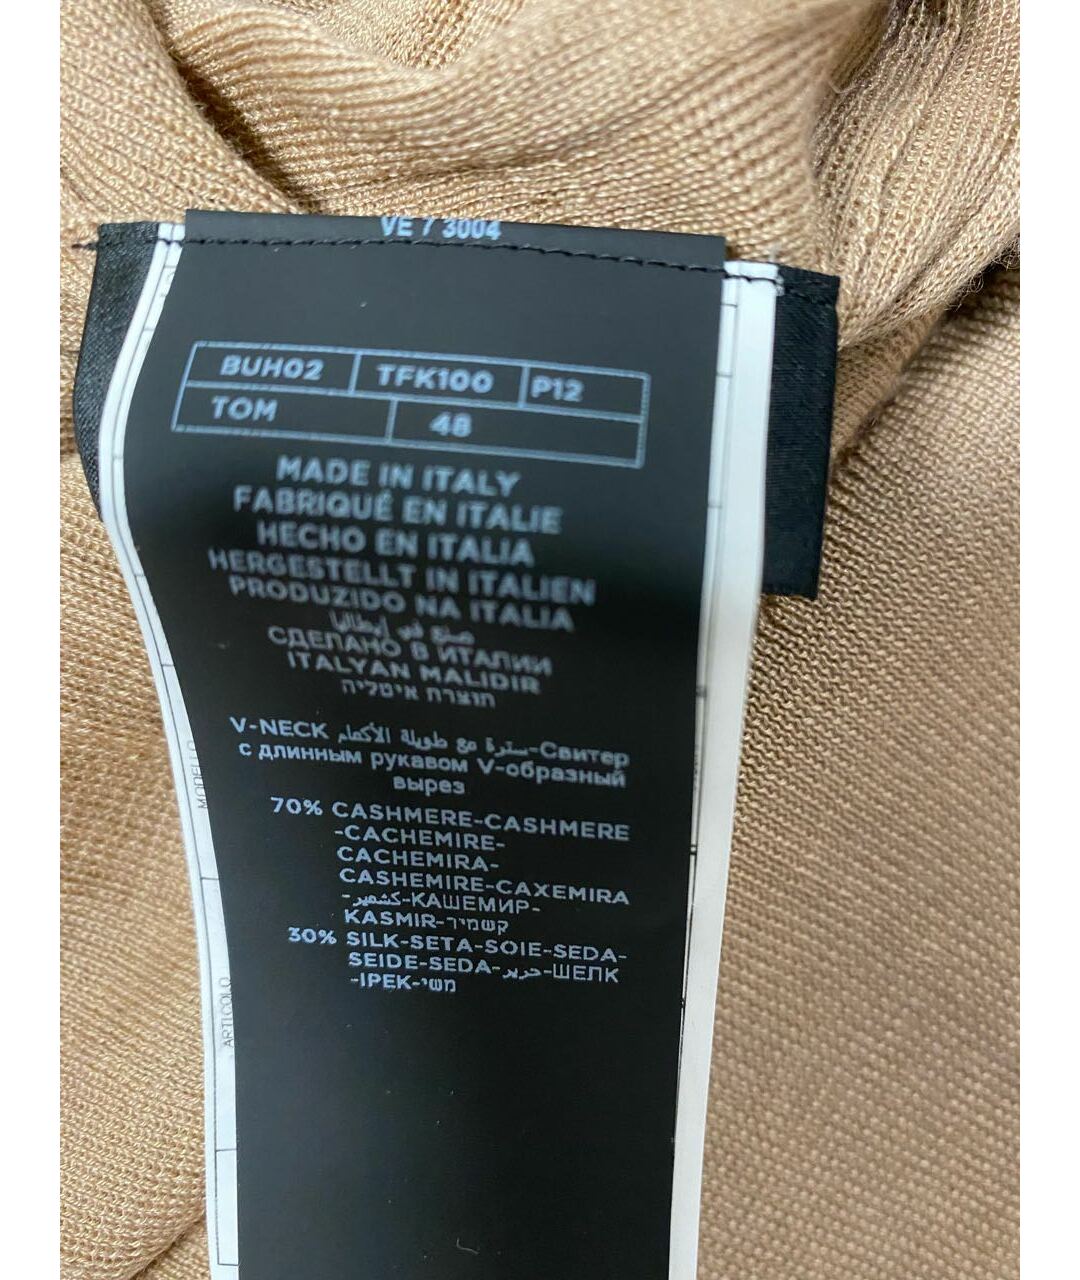 VE 7 3004
BUH02 TFK100 P12
TOM 48
MADE IN ITALY
FABRIQUÉ EN ITALIE
HECHO EN ITALIA
HERGESTELLT IN ITALIEN
PRODUZIDO NA ITALIA
صنع في إيطاليا
СДЕЛАНО В ИТАЛИИ
ITALYAN MALIDIR
תוצרת איטליה
V-NECK سترة مع طويلة الأكمام-Свитер
с длинным рукавом V-образный
вырез
70% CASHMERE-CASHMERE
-CACHEMIRE-
CACHEMIRA-
CASHEMIRE-CAXEMIRA
-كشمير-КАШЕМИР-
KASMIR-קשמיר
30% SILK-SETA-SOIE-SEDA-
SEIDE-SEDA-حرير-ШЕЛК
-IPEK-משי
MODELLO
ARTICOLO